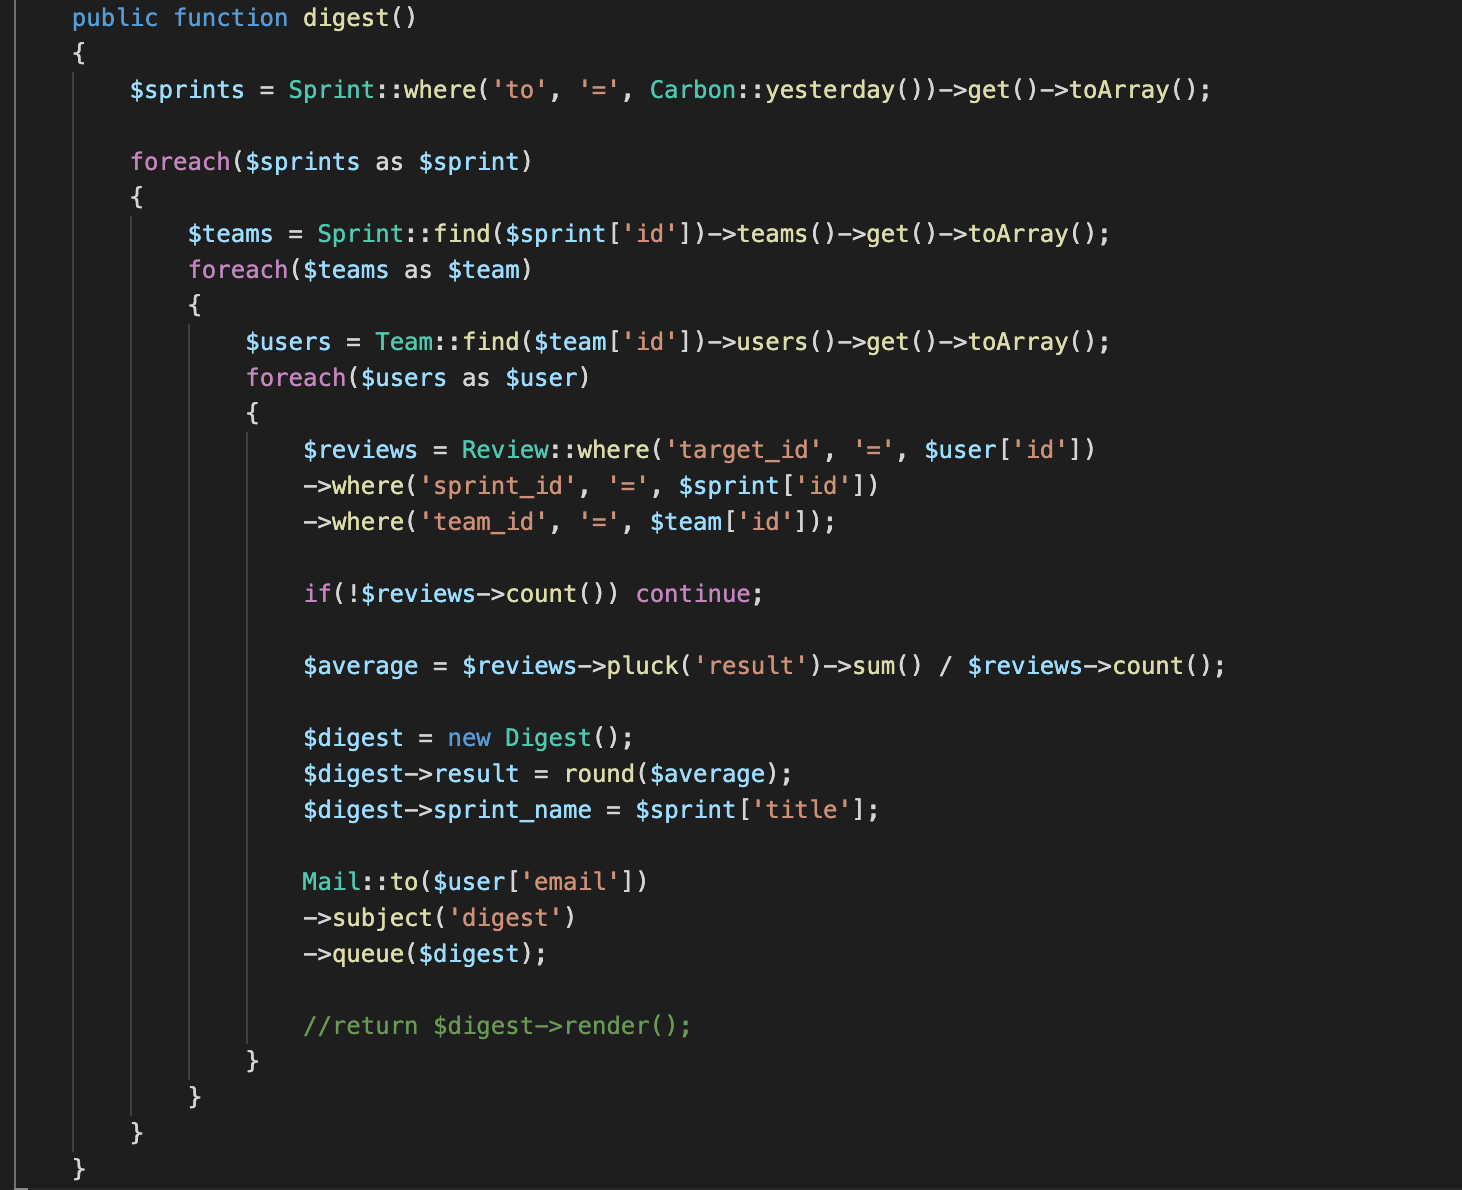 public function digest()
{
$sprints = Sprint::where('to', '=', Carbon::yesterday())->get()->toArray();
foreach($sprints as $sprint)
{
$teams = Sprint::find($sprint['id'])->teams()->get()->toArray();
foreach($teams as $team)
{
$users = Team::find($team['id'])->users()->get()->toArray();
foreach($users as $user)
{
$reviews = Review::where('target_id', '=', $user['id'])
->where('sprint_id', '=', $sprint['id'])
->where('team_id', '=', $team['id']);
if(!$reviews->count()) continue;
$average = $reviews->pluck('result')->sum() / $reviews->count();
$digest = new Digest();
$digest->result = round($average);
$digest->sprint_name = $sprint['title'];
Mail::to($user['email'])
->subject('digest')
->queue($digest);
//return $digest->render();
}
}
}
}